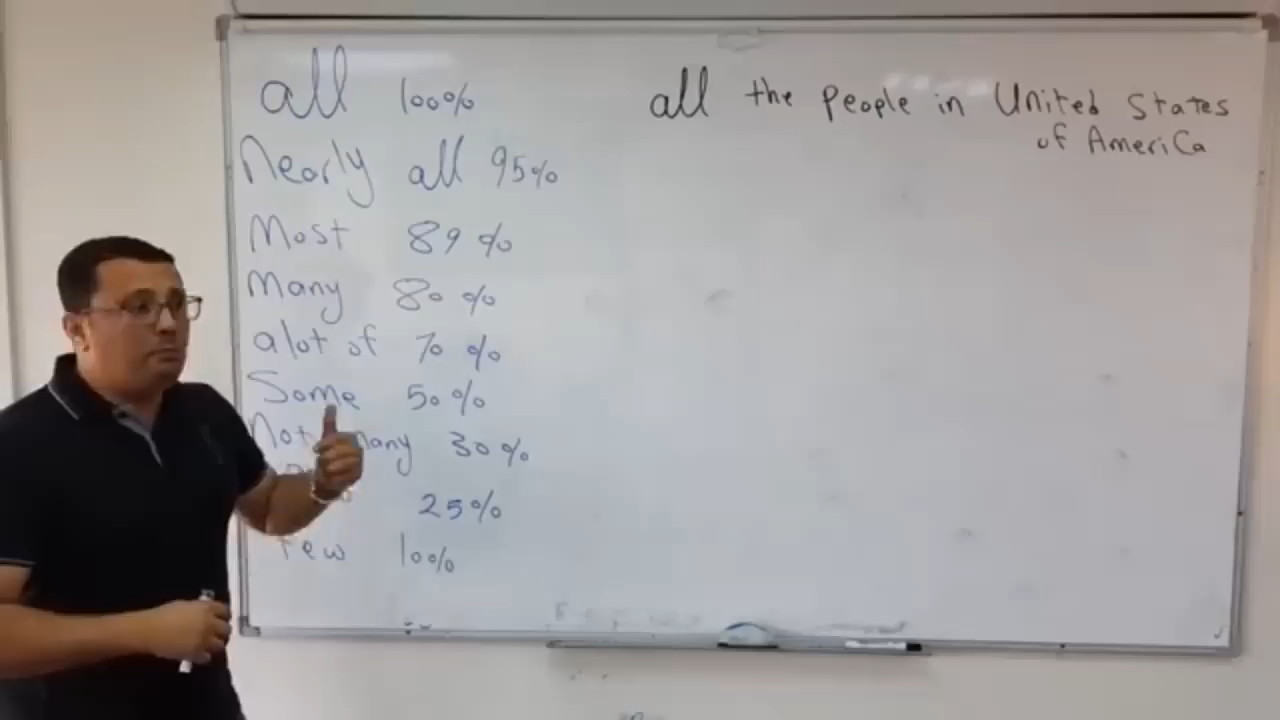 all 100%
Nearly all 95%
Most 89%
Many 80%
alot of 70%
Some 50%
Not many 30%
25%
few 10%
all the people in United States
of America